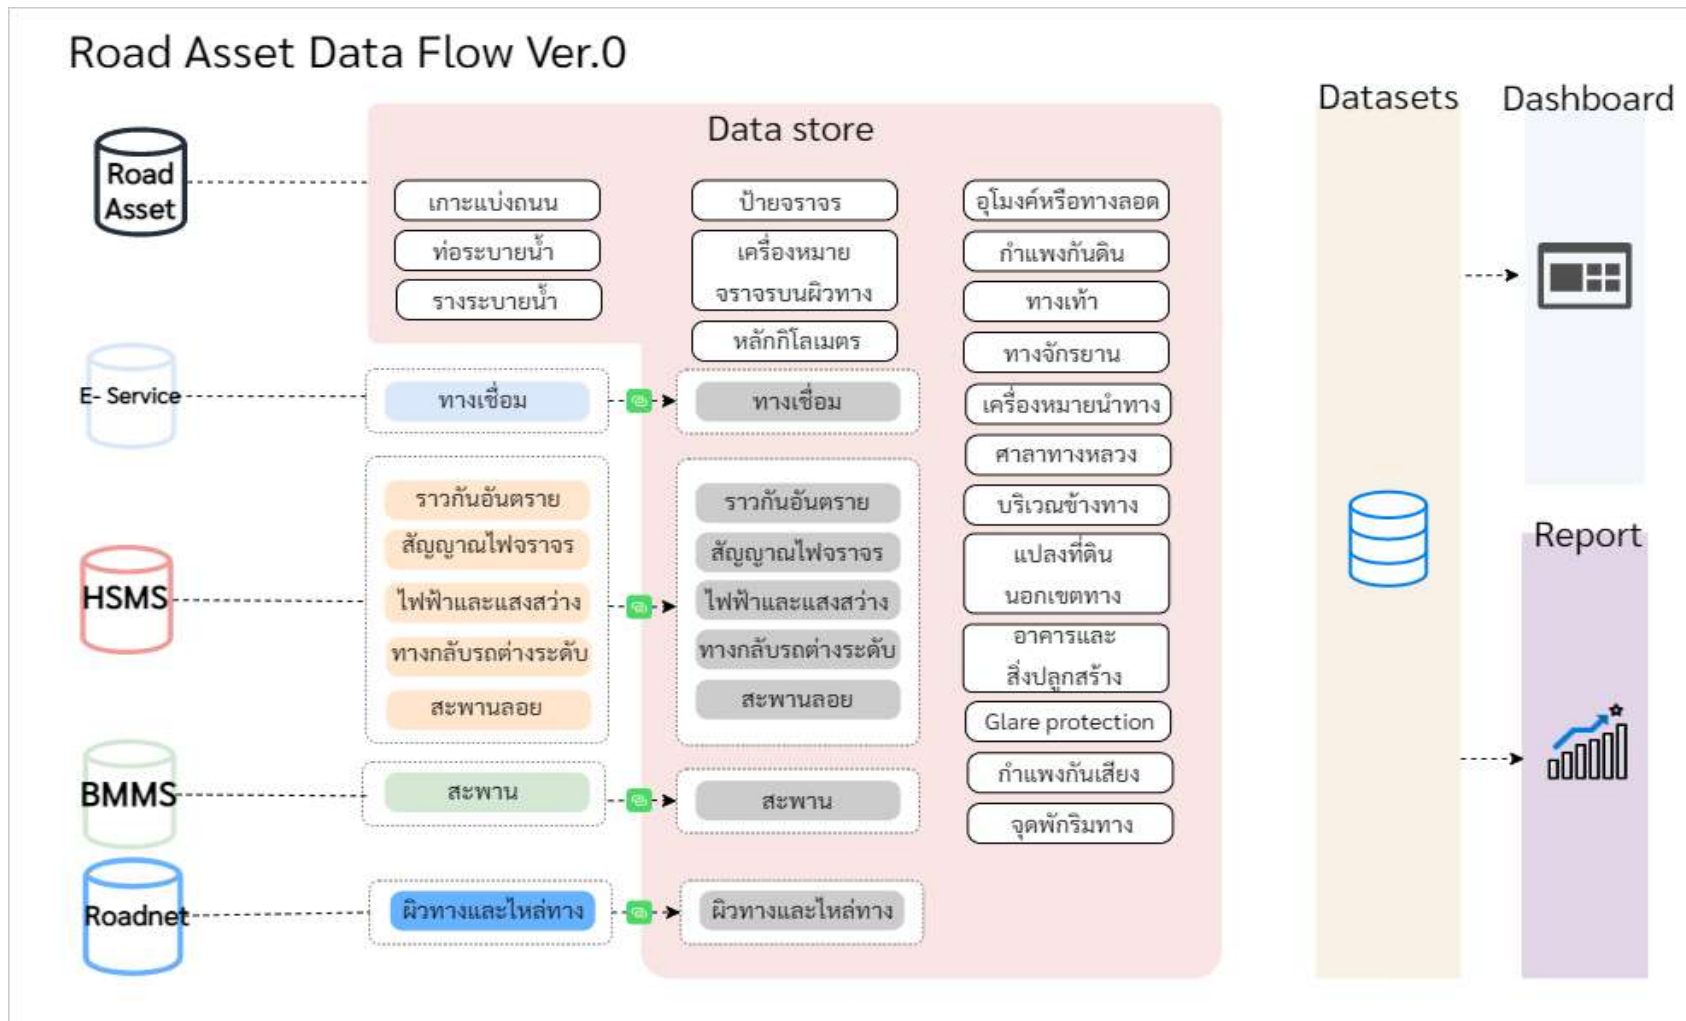 Road Asset Data Flow Ver.0
Road
Asset
E- Service
HSMS
BMMS
Roadnet
Data store
เกาะแบ่งถนน
ท่อระบายน้ำ
รางระบายน้ำ
ทางเชื่อม
ราวกันอันตราย
สัญญาณไฟจราจร
ไฟฟ้าและแสงสว่าง
ทางกลับรถต่างระดับ
สะพานลอย
สะพาน
ผิวทางและไหล่ทาง
ป้ายจราจร
เครื่องหมาย
จราจรบนผิวทาง
หลักกิโลเมตร
ทางเชื่อม
ราวกันอันตราย
สัญญาณไฟจราจร
ไฟฟ้าและแสงสว่าง
ทางกลับรถต่างระดับ
สะพานลอย
สะพาน
ผิวทางและไหล่ทาง
อุโมงค์หรือทางลอด
กำแพงกันดิน
ทางเท้า
ทางจักรยาน
เครื่องหมายนำทาง
ศาลาทางหลวง
บริเวณข้างทาง
แปลงที่ดิน
นอกเขตทาง
อาคารและ
สิ่งปลูกสร้าง
Glare protection
กำแพงกันเสียง
จุดพักริมทาง
Datasets
Dashboard
Report